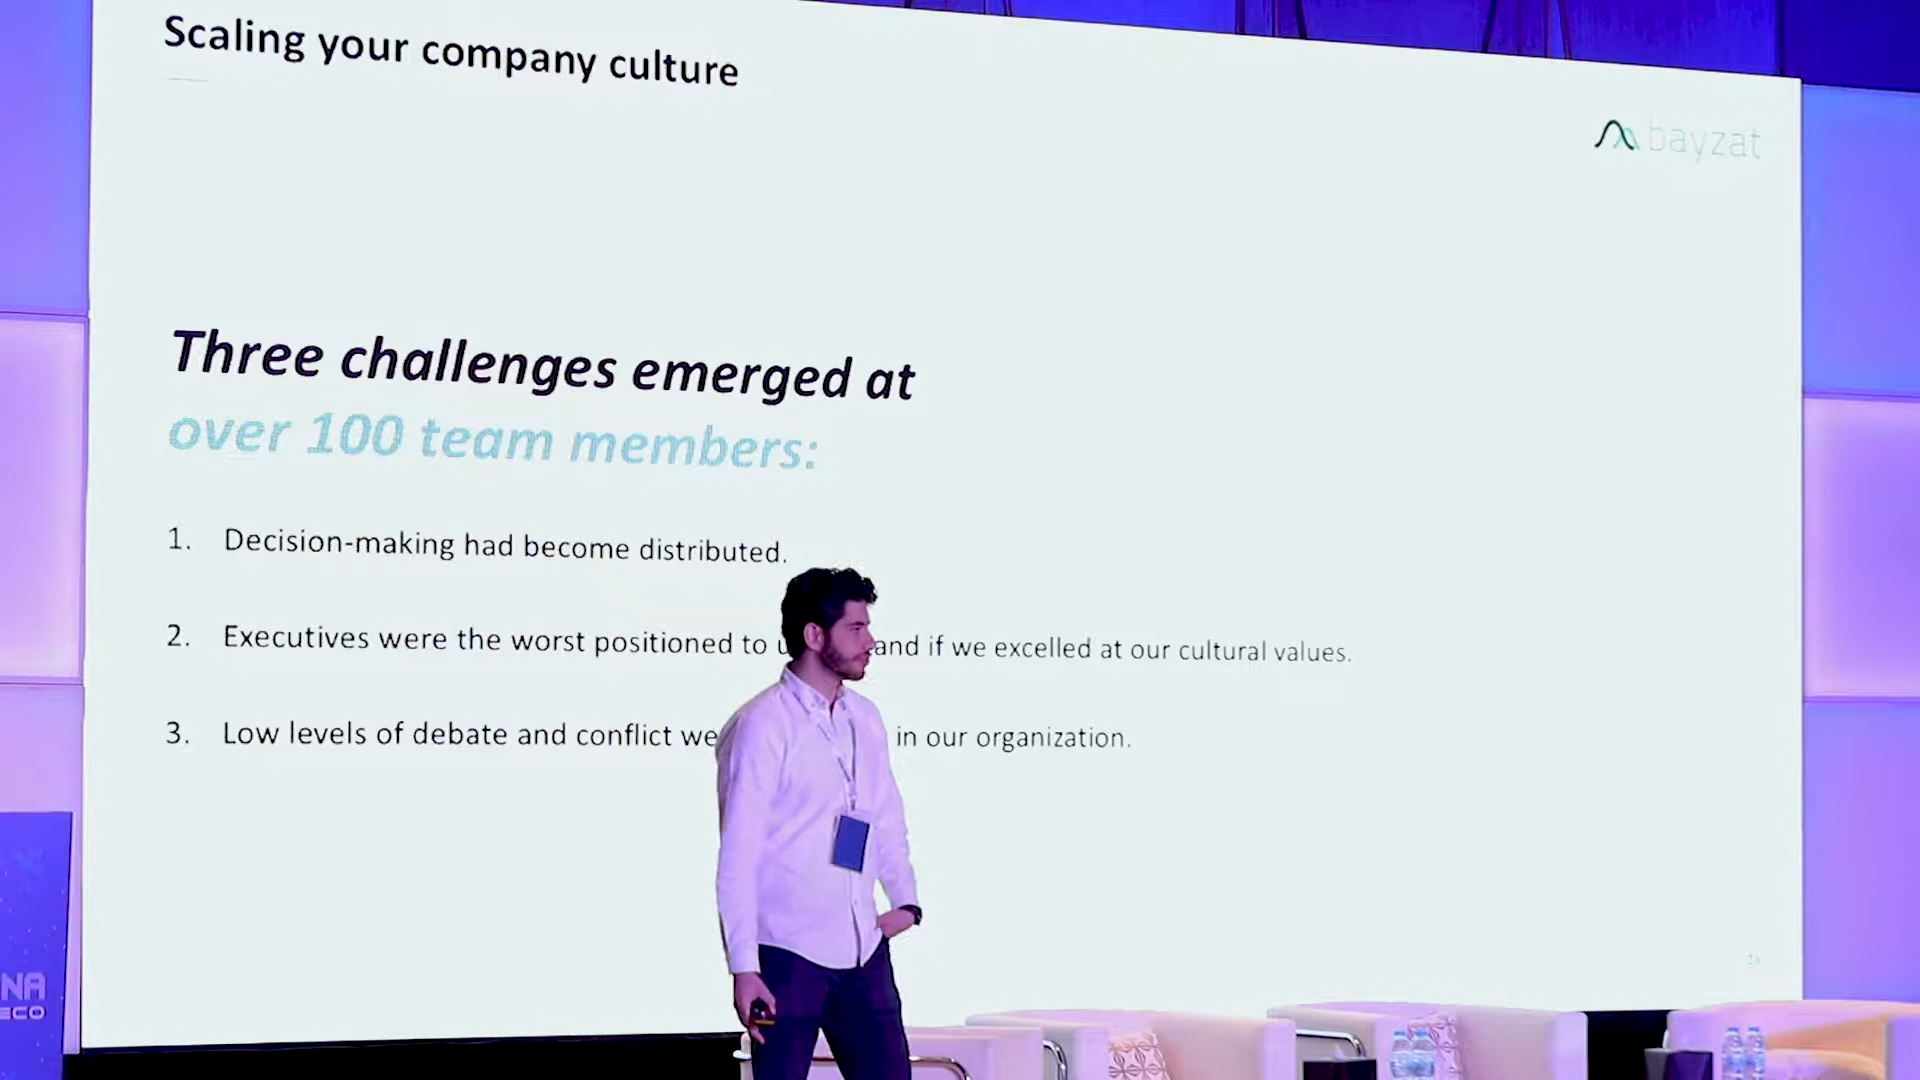 Scaling your company culture
bayzat
Three challenges emerged at
over 100 team members:
1. Decision-making had become distributed.
2. Executives were the worst positioned to and if we excelled at our cultural values.
3. Low levels of debate and conflict we in our organization.
NA
ECO